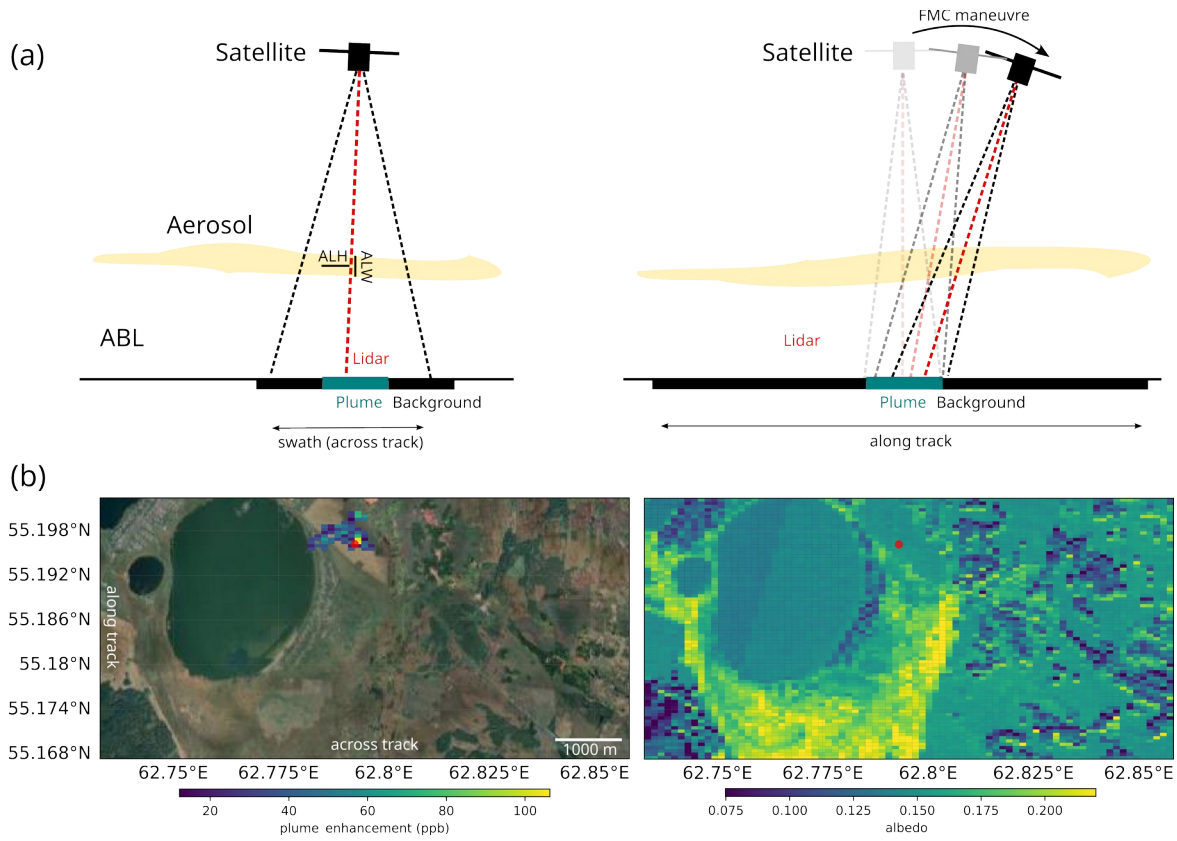 (a)
Satellite
Aerosol
ALH
ALW
ABL
Lidar
Plume Background
swath (across track)
FMC maneuvre
Satellite
Lidar
Plume Background
along track
(b)
55.198°N
55.192°N
55.186°N
55.18°N
55.174°N
55.168°N
along track
across track
1000 m
62.75°E 62.775°E 62.8°E 62.825°E 62.85°E
20 40 60 80 100
plume enhancement (ppb)
62.75°E 62.775°E 62.8°E 62.825°E 62.85°E
0.075 0.100 0.125 0.150 0.175 0.200
albedo